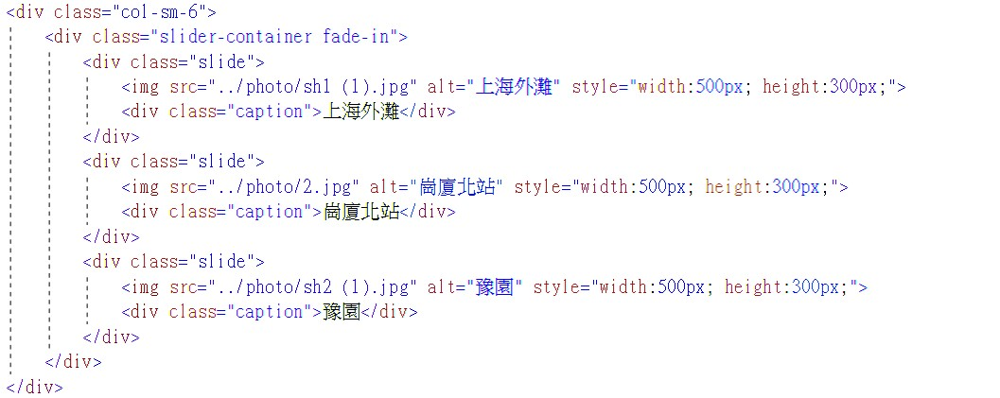 <div class="col-sm-6">
<div class="slider-container fade-in">
<div class="slide">
<img src="../photo/sh1 (1).jpg" alt="上海外灘" style="width:500px; height:300px;">
<div class="caption">上海外灘</div>
</div>
<div class="slide">
<img src="../photo/2.jpg" alt="崗廈北站" style="width:500px; height:300px;">
<div class="caption">崗廈北站</div>
</div>
<div class="slide">
<img src="../photo/sh2 (1).jpg" alt="豫園" style="width:500px; height:300px;">
<div class="caption">豫園</div>
</div>
</div>
</div>